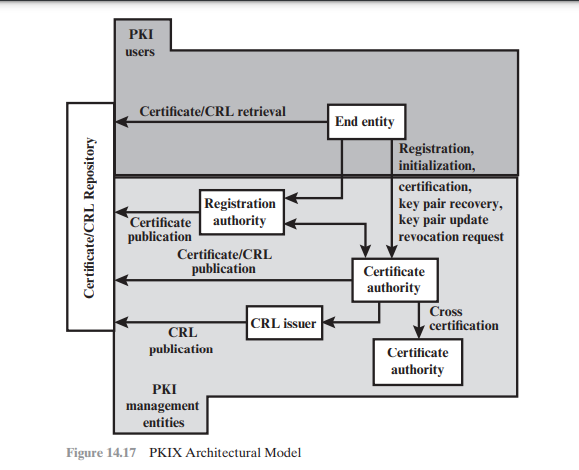 PKI
users
Certificate/CRL retrieval
End entity
Registration,
initialization,
certification,
key pair recovery,
key pair update
revocation request
Certificate/CRL Repository
Registration
authority
Certificate
publication
Certificate/CRL
publication
Certificate
authority
CRL issuer
Cross
certification
CRL
publication
Certificate
authority
PKI
management
entities
Figure 14.17 PKIX Architectural Model